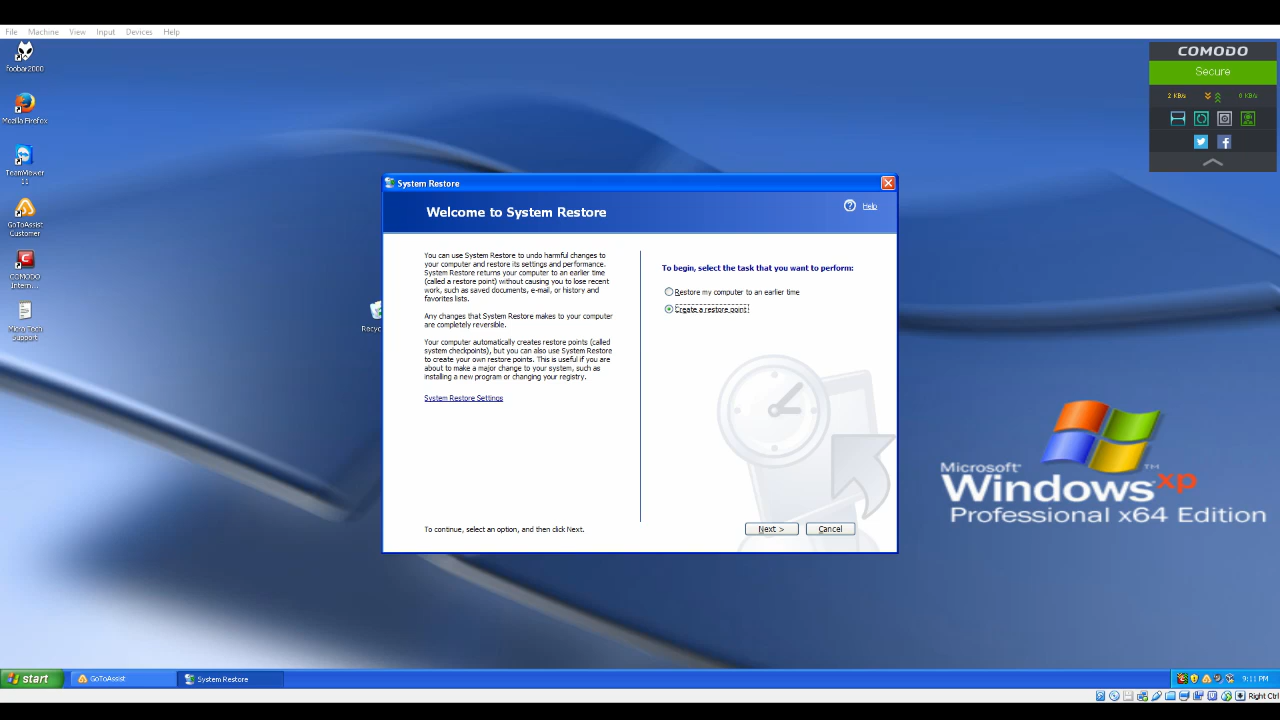 File Machine View Input Devices Help
foobar2000
Mozilla Firefox
TeamViewer
11
GoToAssist
Customer
COMODO
Intern...
Micro Tech
Support
Recyc
COMODO
Secure
2 KB/s 0 KB/s
System Restore
Welcome to System Restore
Help
You can use System Restore to undo harmful changes to
your computer and restore its settings and performance.
System Restore returns your computer to an earlier time
(called a restore point) without causing you to lose recent
work, such as saved documents, e-mail, or history and
favorites lists.
Any changes that System Restore makes to your computer
are completely reversible.
Your computer automatically creates restore points (called
system checkpoints), but you can also use System Restore
to create your own restore points. This is useful if you are
about to make a major change to your system, such as
installing a new program or changing your registry.
System Restore Settings
To continue, select an option, and then click Next.
To begin, select the task that you want to perform:
Restore my computer to an earlier time
Create a restore point
Next >
Cancel
Microsoft
Windows xp
TM
Professional x64 Edition
start
GoToAssist
System Restore
9:11 PM
Right Ctrl